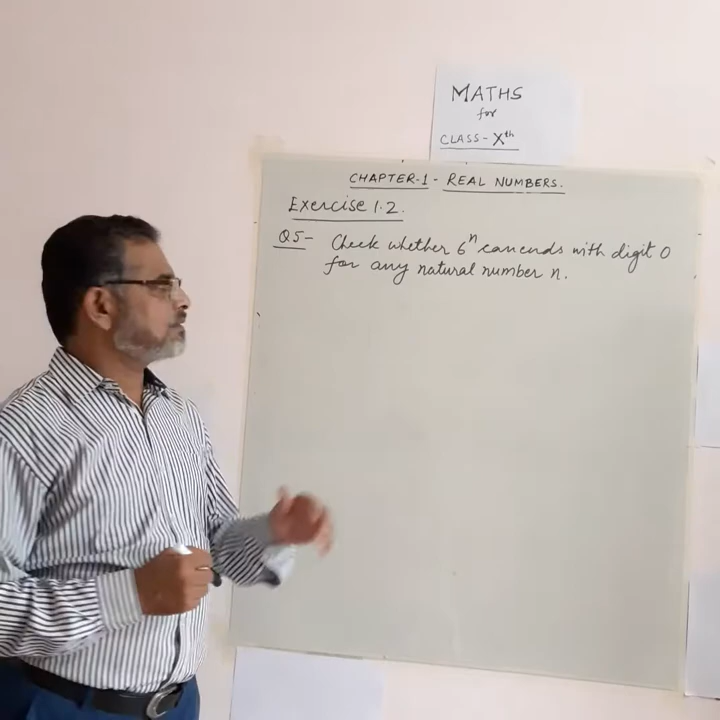 MATHS
for
CLASS - Xth
CHAPTER-1 - REAL NUMBERS.
Exercise 1.2.
Q5- Check whether 6ⁿ can ends with digit 0
for any natural number n.